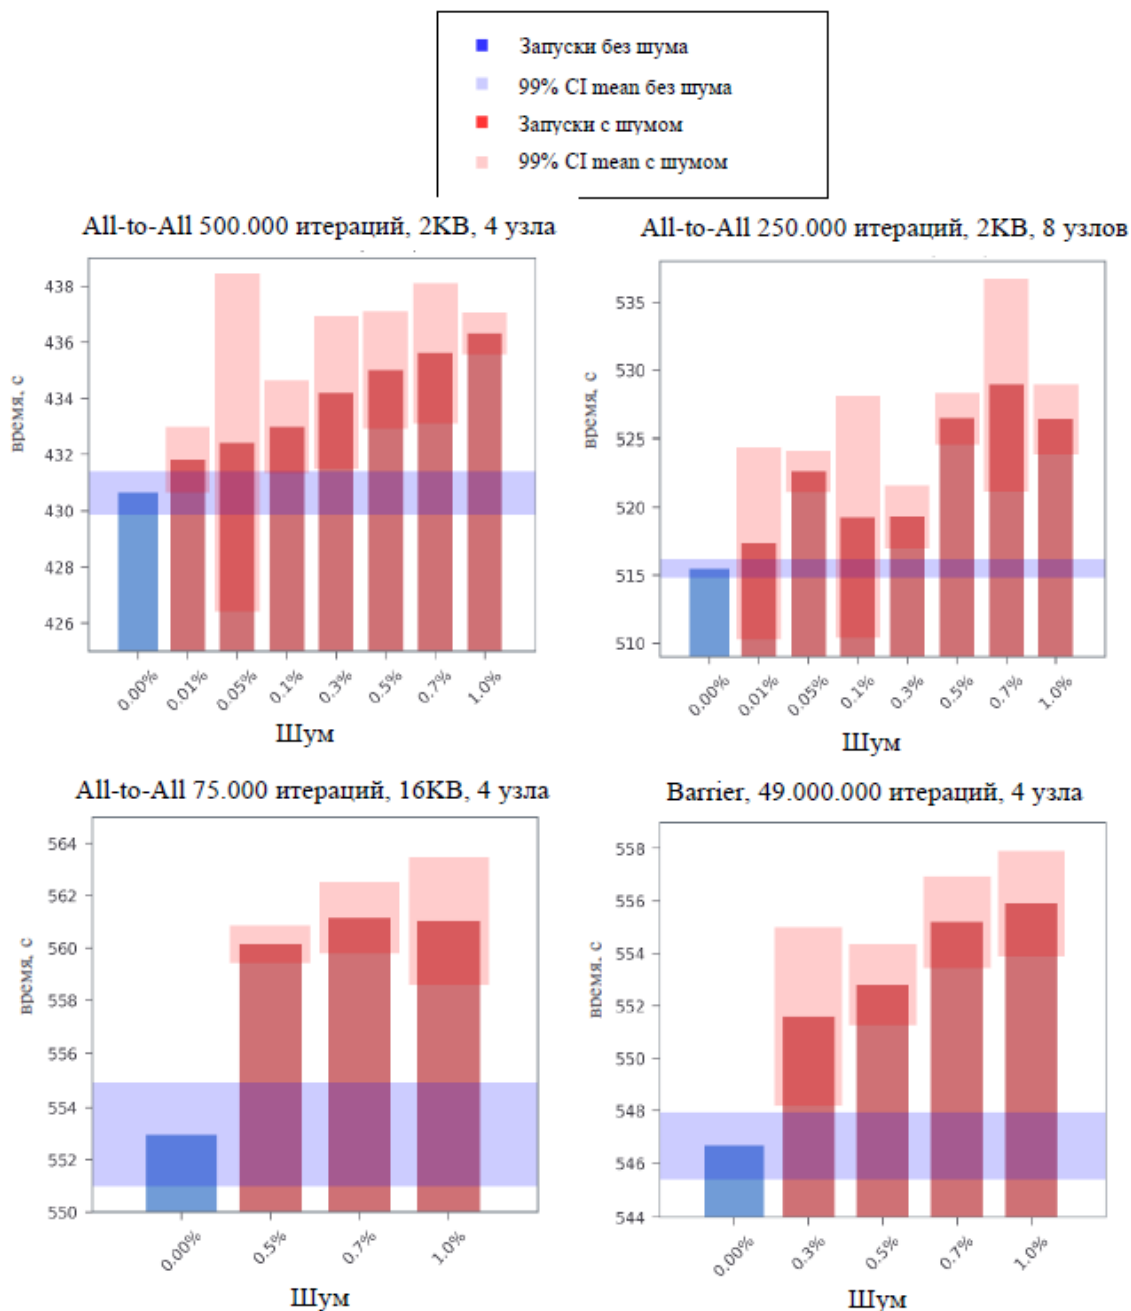 Запуски без шума
99% CI mean без шума
Запуски с шумом
99% CI mean с шумом
All-to-All 500.000 итераций, 2KB, 4 узла
438
436
434
432
430
428
426
время, с
0.00% 0.01% 0.05% 0.1% 0.3% 0.5% 0.7% 1.0%
Шум
All-to-All 250.000 итераций, 2KB, 8 узлов
535
530
525
520
515
510
время, с
0.00% 0.01% 0.05% 0.1% 0.3% 0.5% 0.7% 1.0%
Шум
All-to-All 75.000 итераций, 16KB, 4 узла
564
562
560
558
556
554
552
550
время, с
0.00% 0.5% 0.7% 1.0%
Шум
Barrier, 49.000.000 итераций, 4 узла
558
556
554
552
550
548
546
544
время, с
0.00% 0.3% 0.5% 0.7% 1.0%
Шум